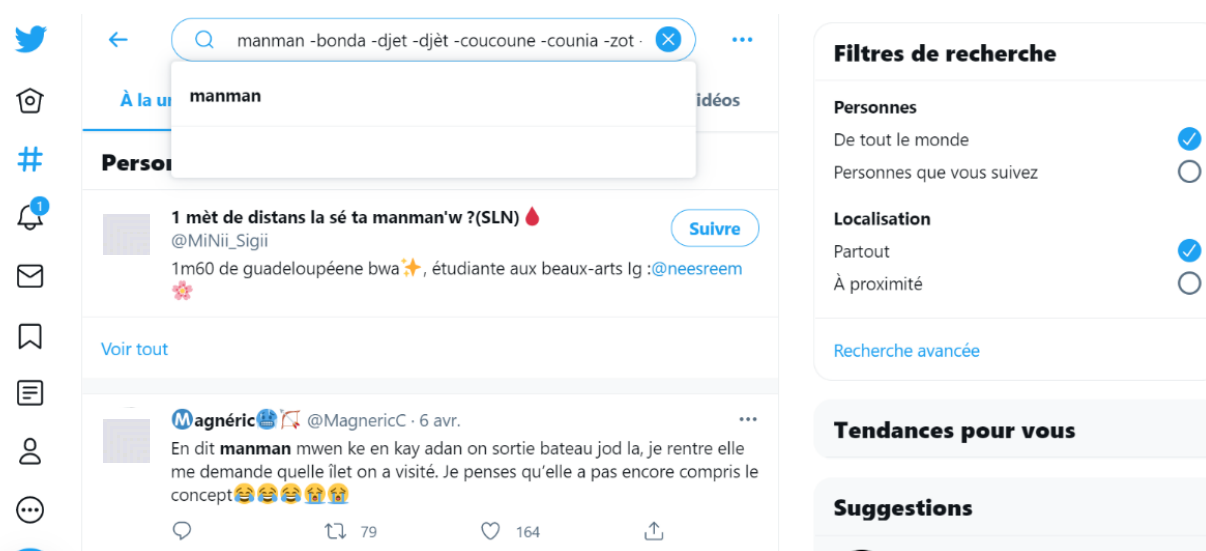 manman -bonda -djet -djèt -coucoune -counia -zot -
manman
À la un
idéos
Person
1 mèt de distans la sé ta manman'w ?(SLN)
@MiNii_Sigii
Suivre
1m60 de guadeloupéene bwa✨, étudiante aux beaux-arts Ig :@neesreem
Voir tout
Ⓜagnéric @MagnericC · 6 avr.
En dit manman mwen ke en kay adan on sortie bateau jod la, je rentre elle
me demande quelle îlet on a visité. Je penses qu'elle a pas encore compris le
concept😂😂😂😭😭
79
164
Filtres de recherche
Personnes
De tout le monde
Personnes que vous suivez
Localisation
Partout
À proximité
Recherche avancée
Tendances pour vous
Suggestions
1